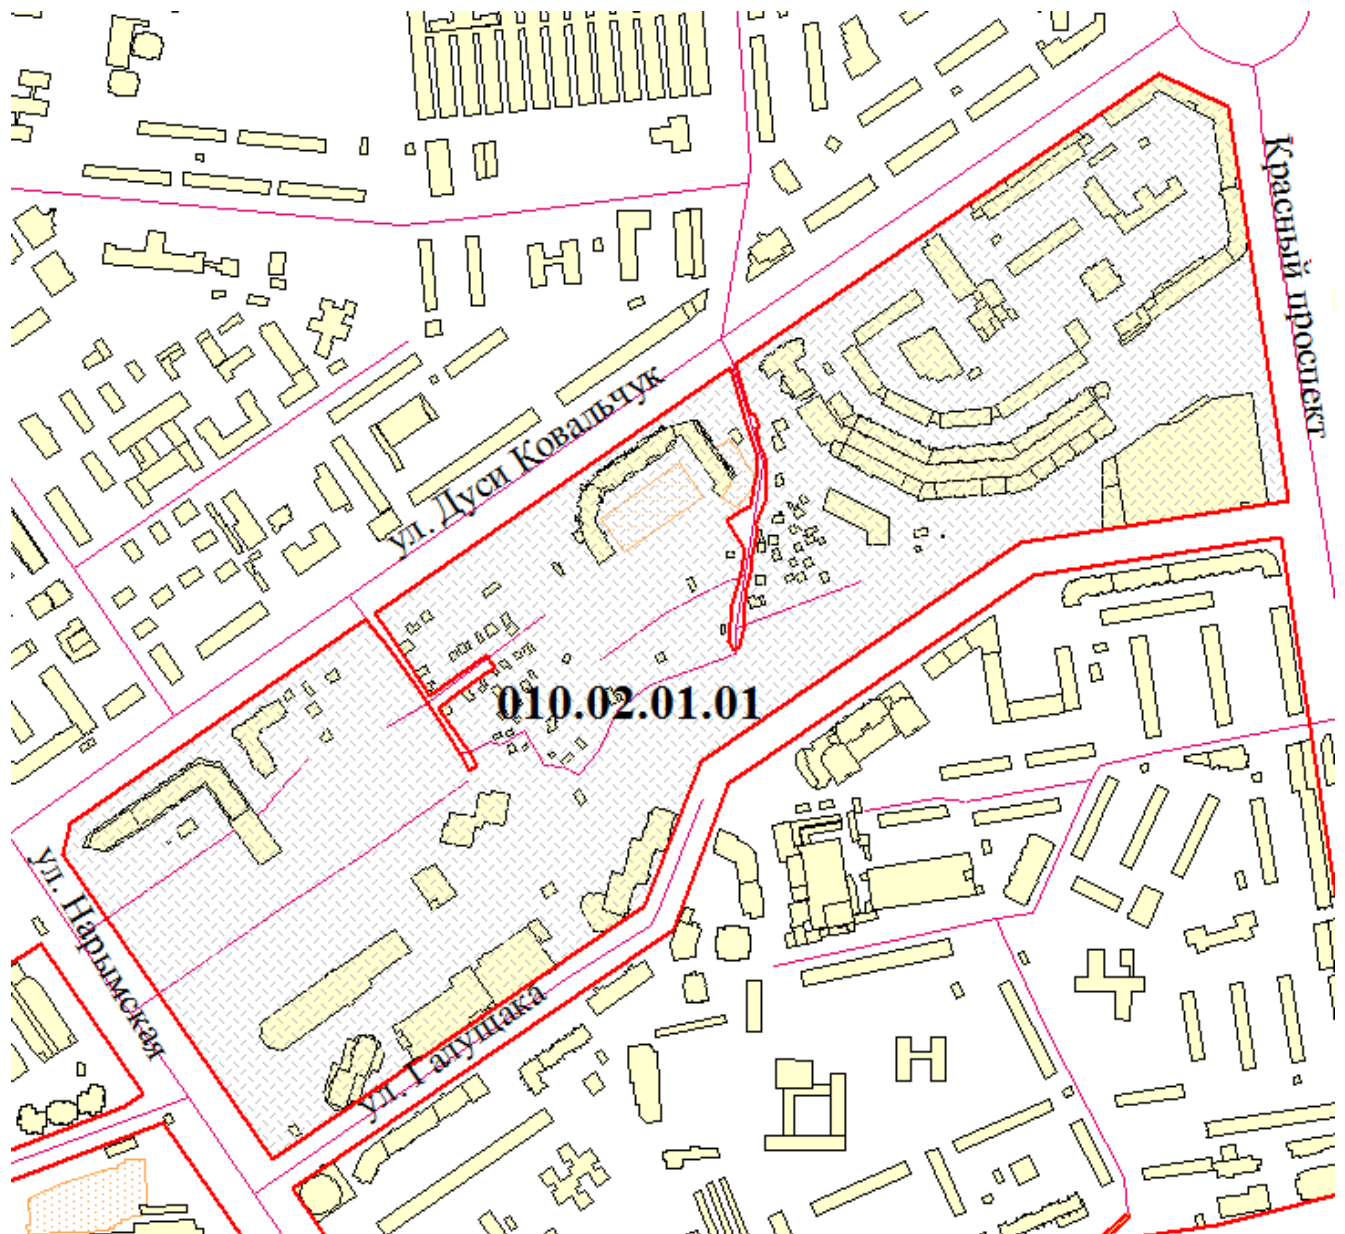 Красный проспект
ул. Дуси Ковальчук
010.02.01.01
ул. Нарымская
ул. Галущака